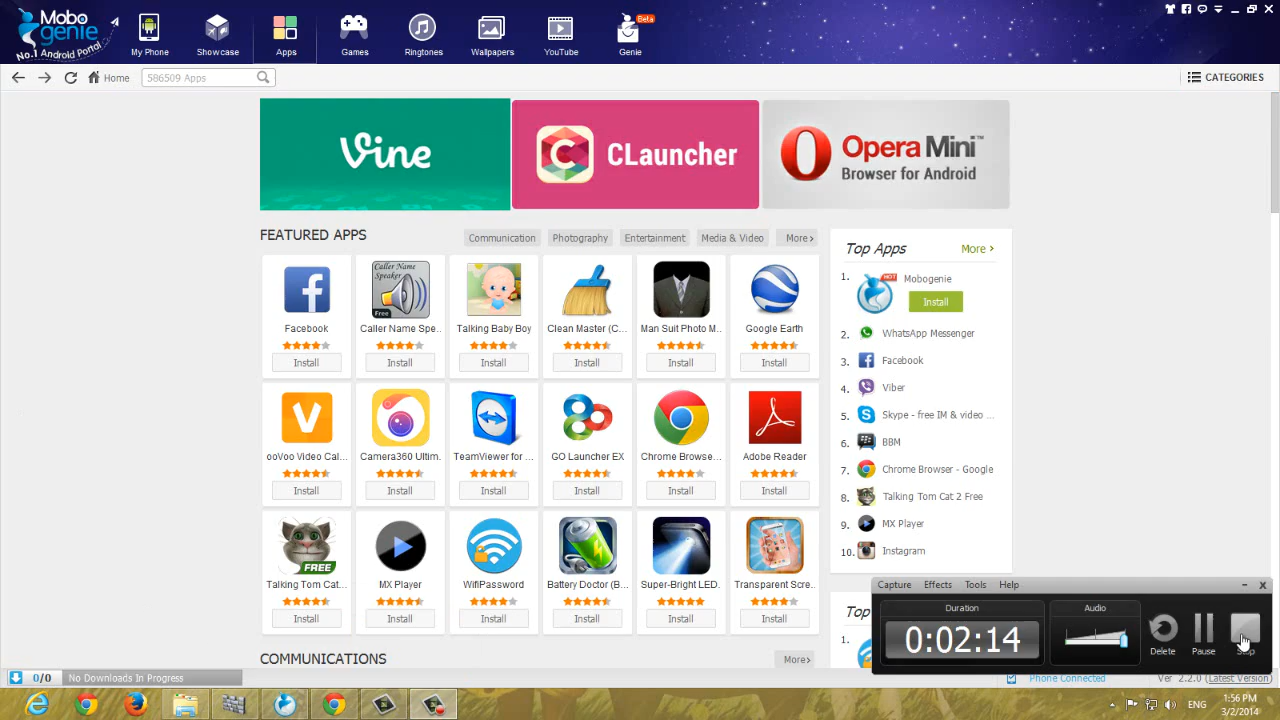 Mobo
genie
No.1 Android Portal
My Phone
Showcase
Apps
Games
Ringtones
Wallpapers
YouTube
Beta
Genie
Home
586509 Apps
CATEGORIES
Vine
CLauncher
Opera Mini™
Browser for Android
FEATURED APPS
Communication
Photography
Entertainment
Media & Video
More ›
Facebook
Install
Caller Name
Speaker
Free
Caller Name Spe...
Install
Talking Baby Boy
Install
Clean Master (C...
Install
Man Suit Photo M...
Install
Google Earth
Install
ooVoo Video Cal...
Install
Camera360 Ultim...
Install
TeamViewer for ...
Install
GO Launcher EX
Install
Chrome Browse...
Install
Adobe Reader
Install
FREE
Talking Tom Cat...
Install
MX Player
Install
WifiPassword
Install
Battery Doctor (B...
Install
Super-Bright LED...
Install
Transparent Scre...
Install
COMMUNICATIONS
More ›
Top Apps
More ›
1.
HOT
Mobogenie
Install
2. WhatsApp Messenger
3. Facebook
4. Viber
5. Skype - free IM & video ...
6. BBM
7. Chrome Browser - Google
8. Talking Tom Cat 2 Free
9. MX Player
10. Instagram
Top
1.
Capture
Effects
Tools
Help
Duration
0:02:14
Audio
Delete
Pause
Stop
0/0
No Downloads In Progress
Phone Connected
Ver 2.2.0 (Latest Version)
ENG
1:56 PM
3/2/2014